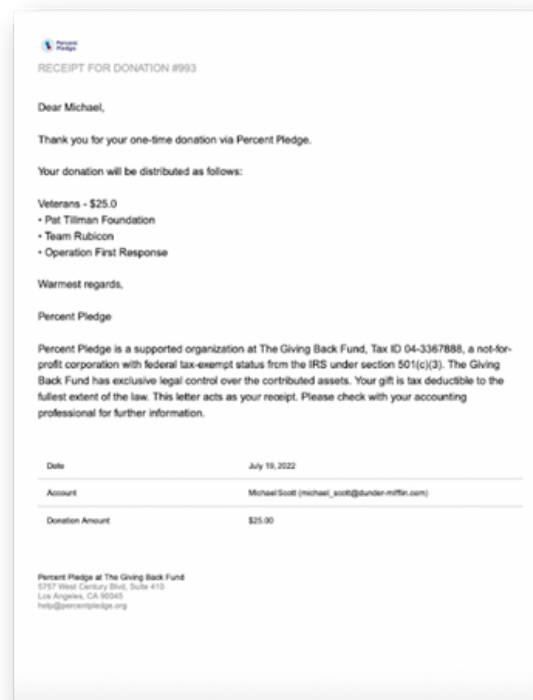 Percent
Pledge
RECEIPT FOR DONATION #993
Dear Michael,
Thank you for your one-time donation via Percent Pledge.
Your donation will be distributed as follows:
Veterans - $25.0
• Pat Tillman Foundation
• Team Rubicon
• Operation First Response
Warmest regards,
Percent Pledge
Percent Pledge is a supported organization at The Giving Back Fund, Tax ID 04-3367888, a not-for-
profit corporation with federal tax-exempt status from the IRS under section 501(c)(3). The Giving
Back Fund has exclusive legal control over the contributed assets. Your gift is tax deductible to the
fullest extent of the law. This letter acts as your receipt. Please check with your accounting
professional for further information.
Date July 19, 2022
Account Michael Scott (michael_scott@dunder-mifflin.com)
Donation Amount $25.00
Percent Pledge at The Giving Back Fund
5757 West Century Blvd, Suite 410
Los Angeles, CA 90045
help@percentpledge.org